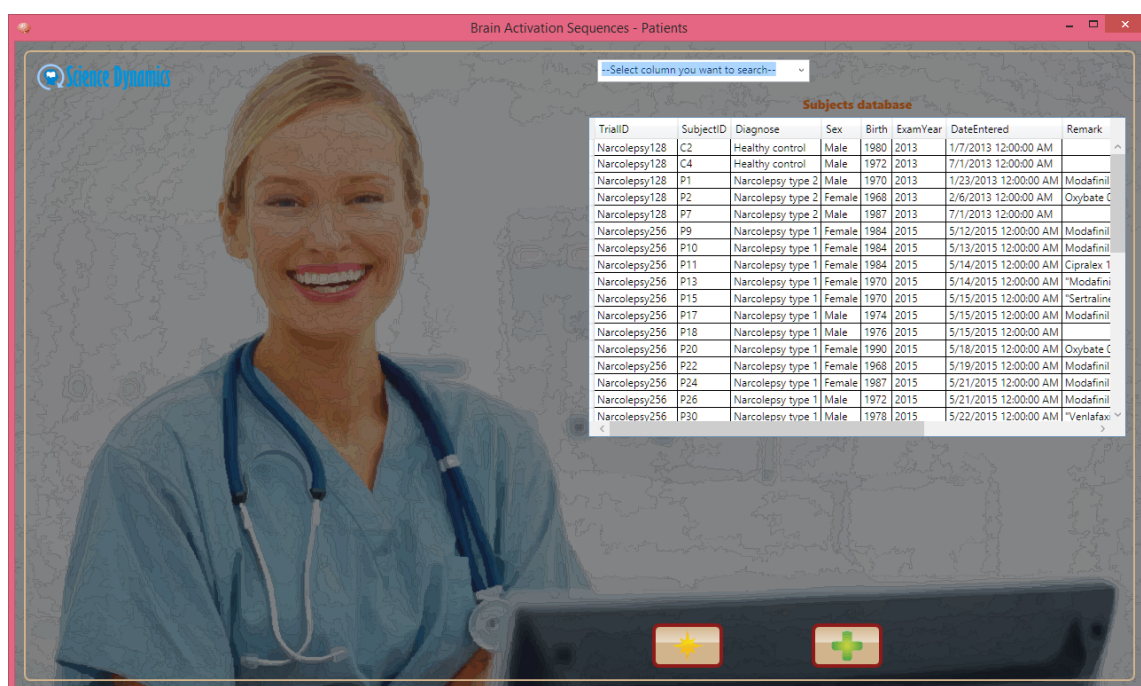 Brain Activation Sequences - Patients
Science Dynamics
--Select column you want to search--
Subjects database
TrialID SubjectID Diagnose Sex Birth ExamYear DateEntered Remark
Narcolepsy128 C2 Healthy control Male 1980 2013 1/7/2013 12:00:00 AM
Narcolepsy128 C4 Healthy control Male 1972 2013 7/1/2013 12:00:00 AM
Narcolepsy128 P1 Narcolepsy type 2 Male 1970 2013 1/23/2013 12:00:00 AM Modafinil
Narcolepsy128 P2 Narcolepsy type 2 Female 1968 2013 2/6/2013 12:00:00 AM Oxybate
Narcolepsy128 P7 Narcolepsy type 2 Male 1987 2013 7/1/2013 12:00:00 AM
Narcolepsy256 P9 Narcolepsy type 1 Female 1984 2015 5/12/2015 12:00:00 AM Modafinil
Narcolepsy256 P10 Narcolepsy type 1 Female 1984 2015 5/13/2015 12:00:00 AM Modafinil
Narcolepsy256 P11 Narcolepsy type 1 Female 1984 2015 5/14/2015 12:00:00 AM Cipralex 1
Narcolepsy256 P13 Narcolepsy type 1 Female 1970 2015 5/14/2015 12:00:00 AM "Modafini
Narcolepsy256 P15 Narcolepsy type 1 Female 1970 2015 5/15/2015 12:00:00 AM "Sertraline
Narcolepsy256 P17 Narcolepsy type 1 Male 1974 2015 5/15/2015 12:00:00 AM Modafinil
Narcolepsy256 P18 Narcolepsy type 1 Male 1976 2015 5/15/2015 12:00:00 AM
Narcolepsy256 P20 Narcolepsy type 1 Female 1990 2015 5/18/2015 12:00:00 AM Oxybate
Narcolepsy256 P22 Narcolepsy type 1 Female 1968 2015 5/19/2015 12:00:00 AM Modafinil
Narcolepsy256 P24 Narcolepsy type 1 Female 1987 2015 5/21/2015 12:00:00 AM Modafinil
Narcolepsy256 P26 Narcolepsy type 1 Male 1972 2015 5/21/2015 12:00:00 AM Modafinil
Narcolepsy256 P30 Narcolepsy type 1 Male 1978 2015 5/22/2015 12:00:00 AM "Venlafax